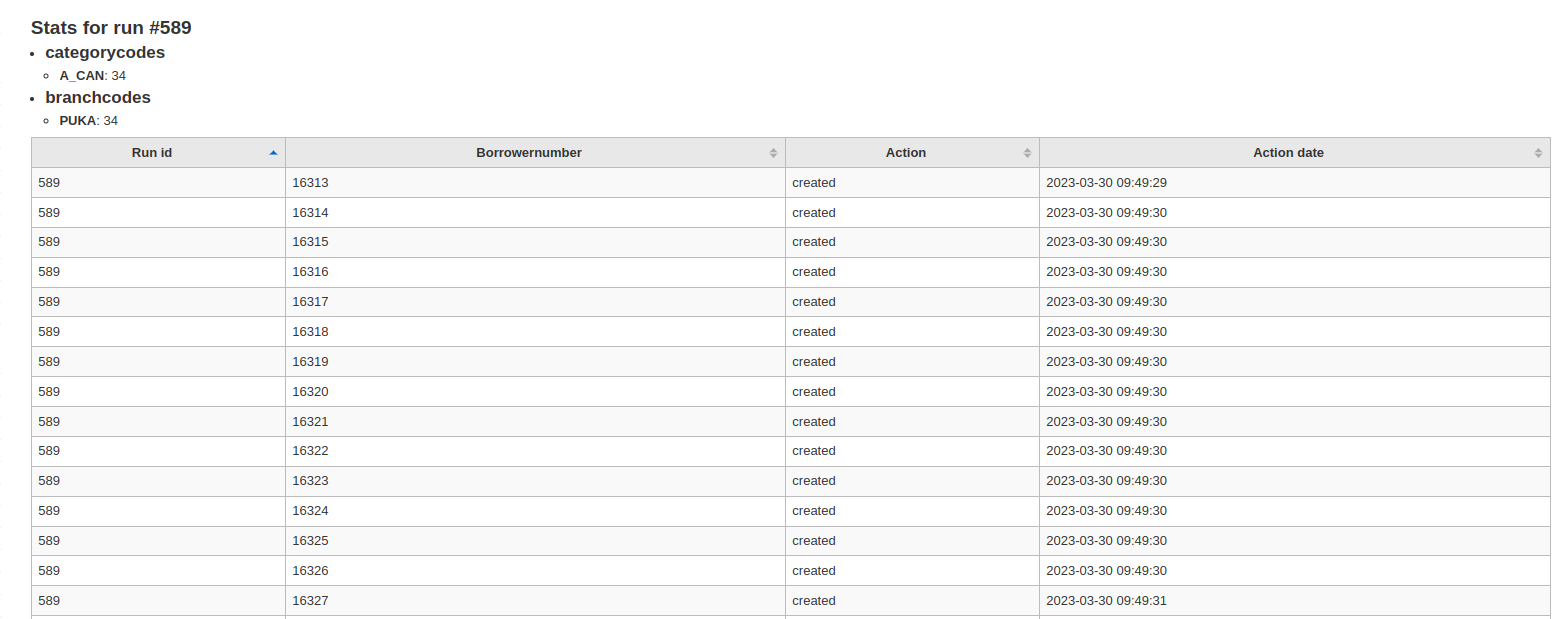 Stats for run #589
categorycodes
A_CAN: 34
branchcodes
PUKA: 34
Run id Borrowernumber Action Action date
589 16313 created 2023-03-30 09:49:29
589 16314 created 2023-03-30 09:49:30
589 16315 created 2023-03-30 09:49:30
589 16316 created 2023-03-30 09:49:30
589 16317 created 2023-03-30 09:49:30
589 16318 created 2023-03-30 09:49:30
589 16319 created 2023-03-30 09:49:30
589 16320 created 2023-03-30 09:49:30
589 16321 created 2023-03-30 09:49:30
589 16322 created 2023-03-30 09:49:30
589 16323 created 2023-03-30 09:49:30
589 16324 created 2023-03-30 09:49:30
589 16325 created 2023-03-30 09:49:30
589 16326 created 2023-03-30 09:49:30
589 16327 created 2023-03-30 09:49:31